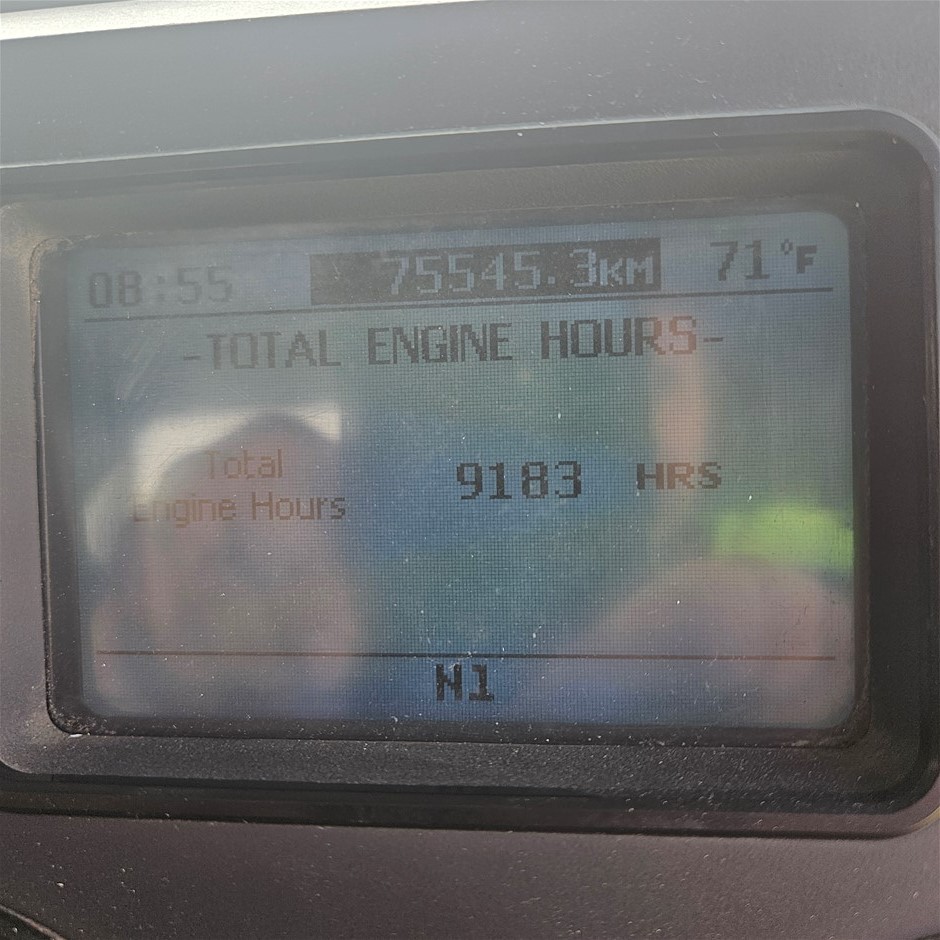 08:55 75545.3KM 71°F
-TOTAL ENGINE HOURS-
Total
Engine Hours 9183 HRS
N1